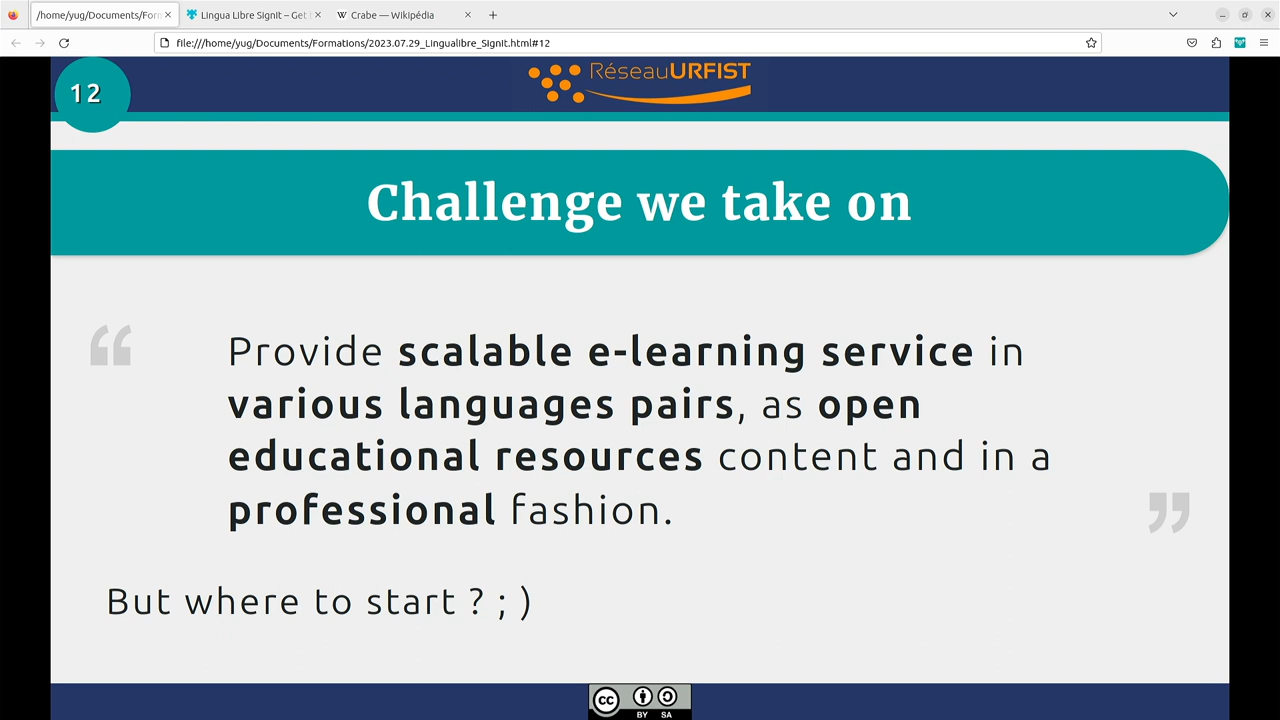 /home/yug/Documents/Form
Lingua Libre SignIt – Get
Crabe — Wikipédia
file:///home/yug/Documents/Formations/2023.07.29_Lingualibre_SignIt.html#12
12
RéseauURFIST
Challenge we take on
“
Provide scalable e-learning service in
various languages pairs, as open
educational resources content and in a
professional fashion.
”
But where to start ? ; )
cc
BY SA